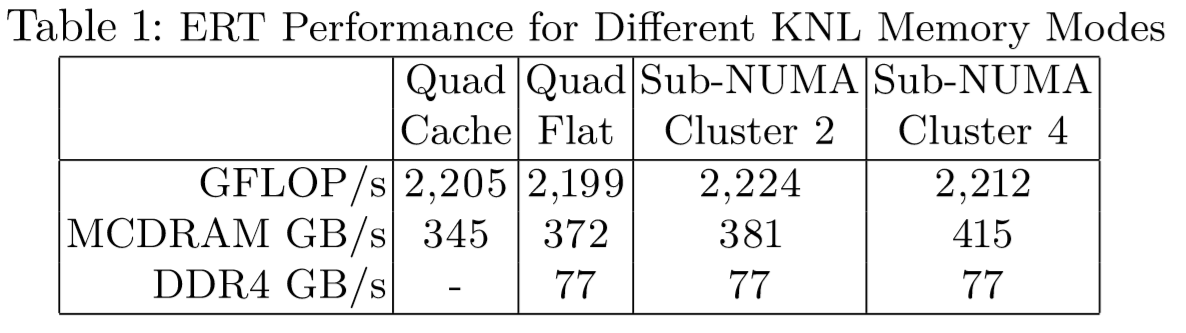 Table 1: ERT Performance for Different KNL Memory Modes
Quad Quad Sub-NUMA Sub-NUMA
Cache Flat Cluster 2 Cluster 4
GFLOP/s 2,205 2,199 2,224 2,212
MCDRAM GB/s 345 372 381 415
DDR4 GB/s - 77 77 77